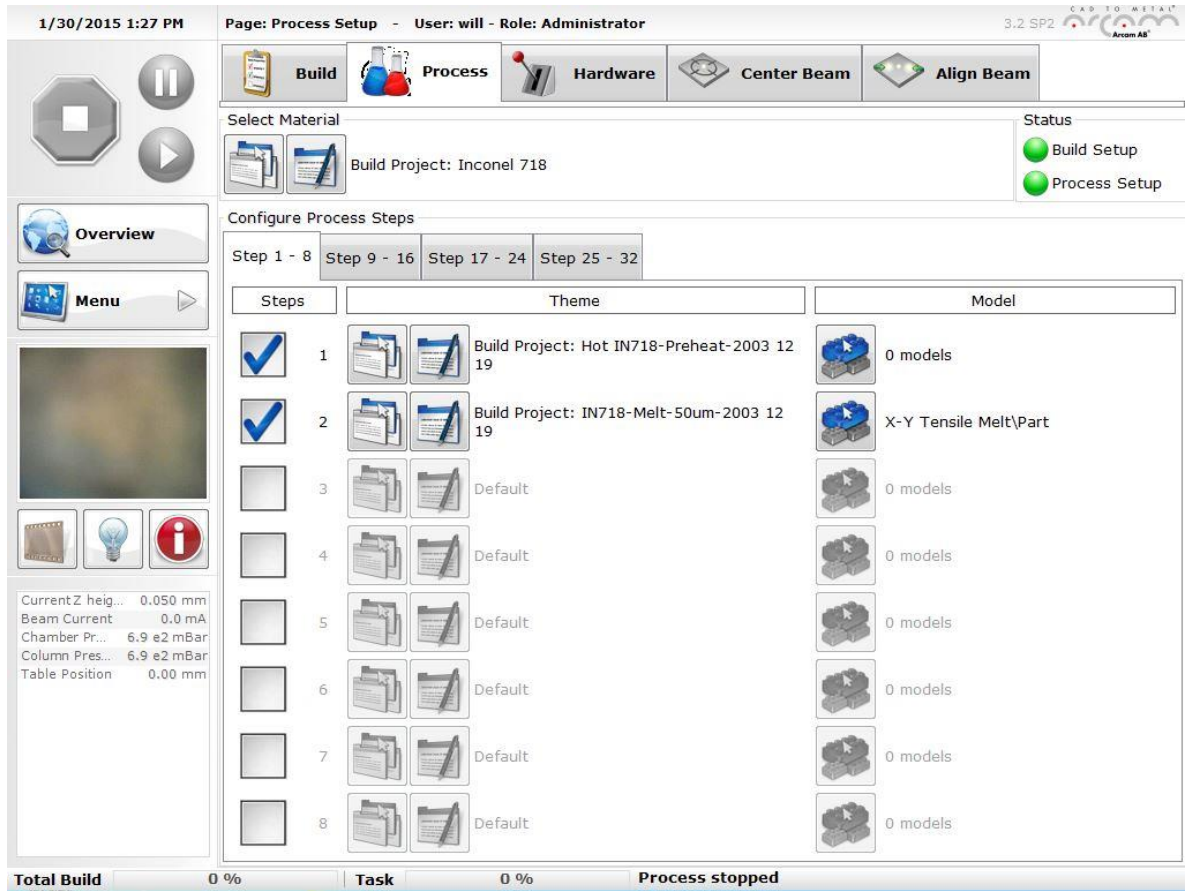 1/30/2015 1:27 PM
Page: Process Setup - User: will - Role: Administrator
3.2 SP2
CAD TO METAL
arcam
Arcam AB
Build
Process
Hardware
Center Beam
Align Beam
Select Material
Build Project: Inconel 718
Status
Build Setup
Process Setup
Overview
Menu
Configure Process Steps
Step 1 - 8
Step 9 - 16
Step 17 - 24
Step 25 - 32
Steps
Theme
Model
1
Build Project: Hot IN718-Preheat-2003 12
19
0 models
2
Build Project: IN718-Melt-50um-2003 12
19
X-Y Tensile Melt\Part
3
Default
0 models
4
Default
0 models
5
Default
0 models
6
Default
0 models
7
Default
0 models
8
Default
0 models
Current Z heig... 0.050 mm
Beam Current 0.0 mA
Chamber Pr... 6.9 e2 mBar
Column Pres... 6.9 e2 mBar
Table Position 0.00 mm
Total Build 0 %
Task 0 %
Process stopped